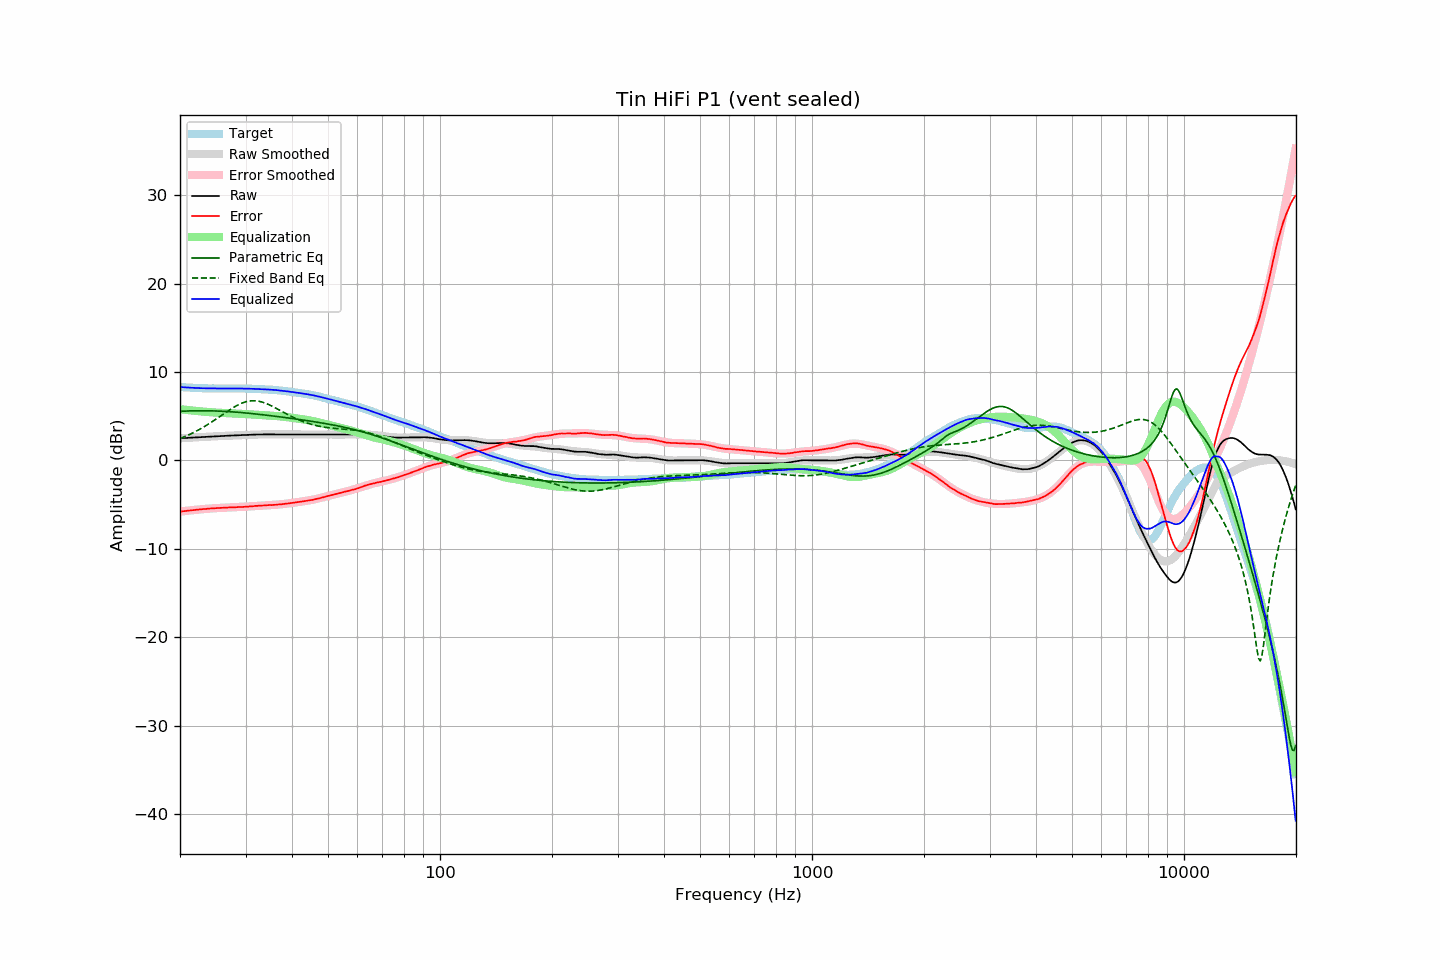 Tin HiFi P1 (vent sealed)
Target
Raw Smoothed
Error Smoothed
Raw
Error
Equalization
Parametric Eq
Fixed Band Eq
Equalized
30
20
10
0
−10
−20
−30
−40
Amplitude (dBr)
100
1000
10000
Frequency (Hz)